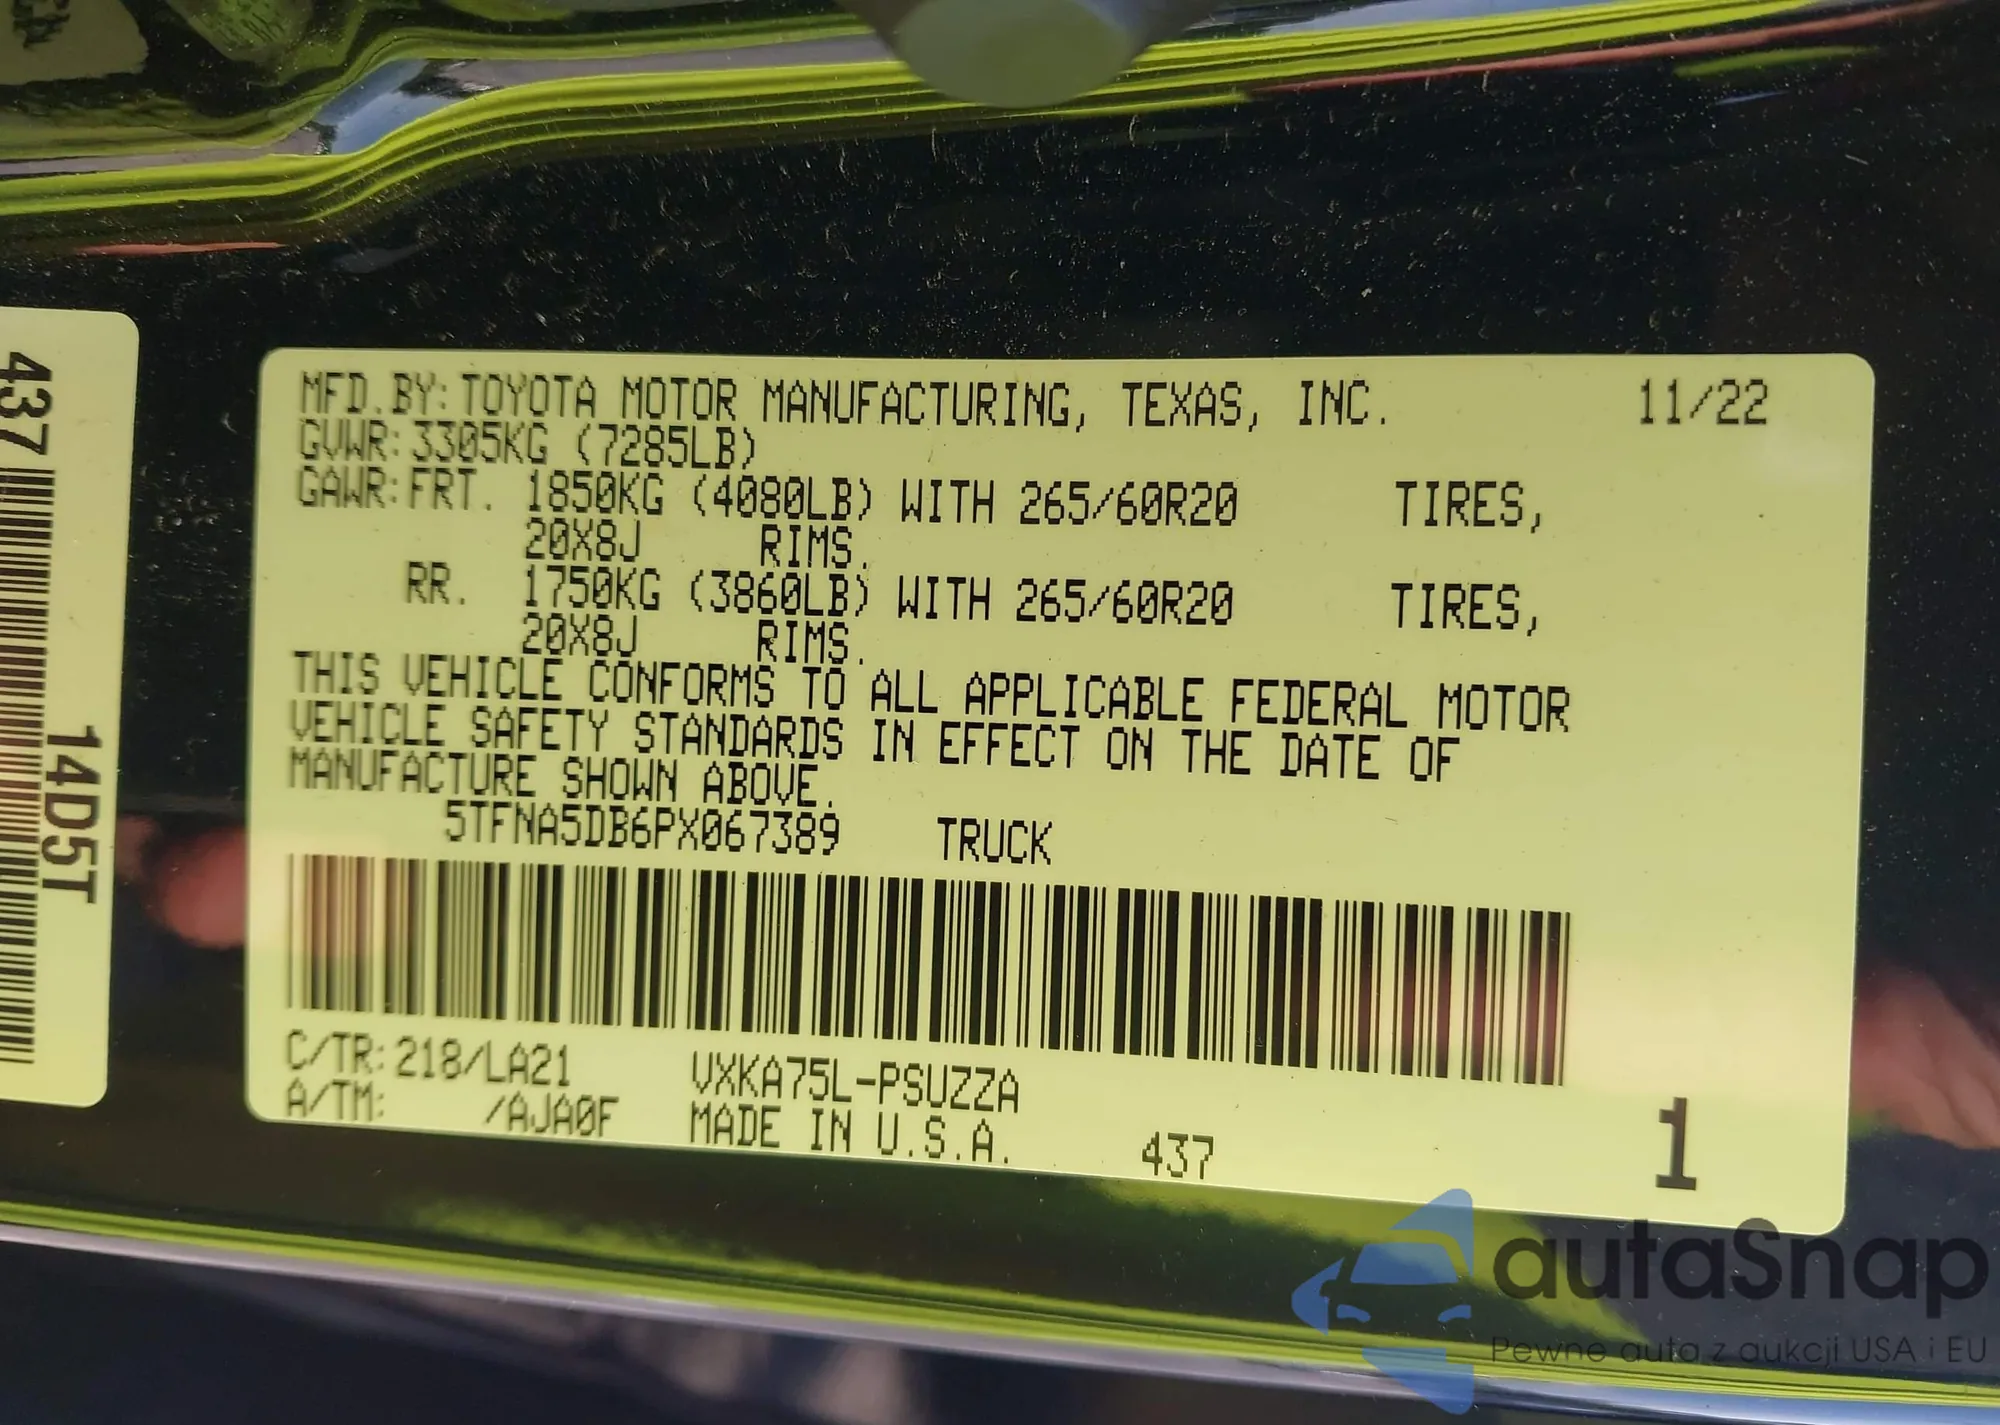 437
14D5T
MFD.BY: TOYOTA MOTOR MANUFACTURING, TEXAS, INC. 11/22
GVWR: 3305KG (7285LB)
GAWR: FRT. 1850KG (4080LB) WITH 265/60R20 TIRES,
20X8J RIMS.
RR. 1750KG (3860LB) WITH 265/60R20 TIRES,
20X8J RIMS.
THIS VEHICLE CONFORMS TO ALL APPLICABLE FEDERAL MOTOR
VEHICLE SAFETY STANDARDS IN EFFECT ON THE DATE OF
MANUFACTURE SHOWN ABOVE.
5TFNA5DB6PX067389 TRUCK
C/TR: 218/LA21 VXKA75L-PSUZZA
A/TM: /AJA0F MADE IN U.S.A. 437
1
autaSnap
Pewne auta z aukcji USA i EU